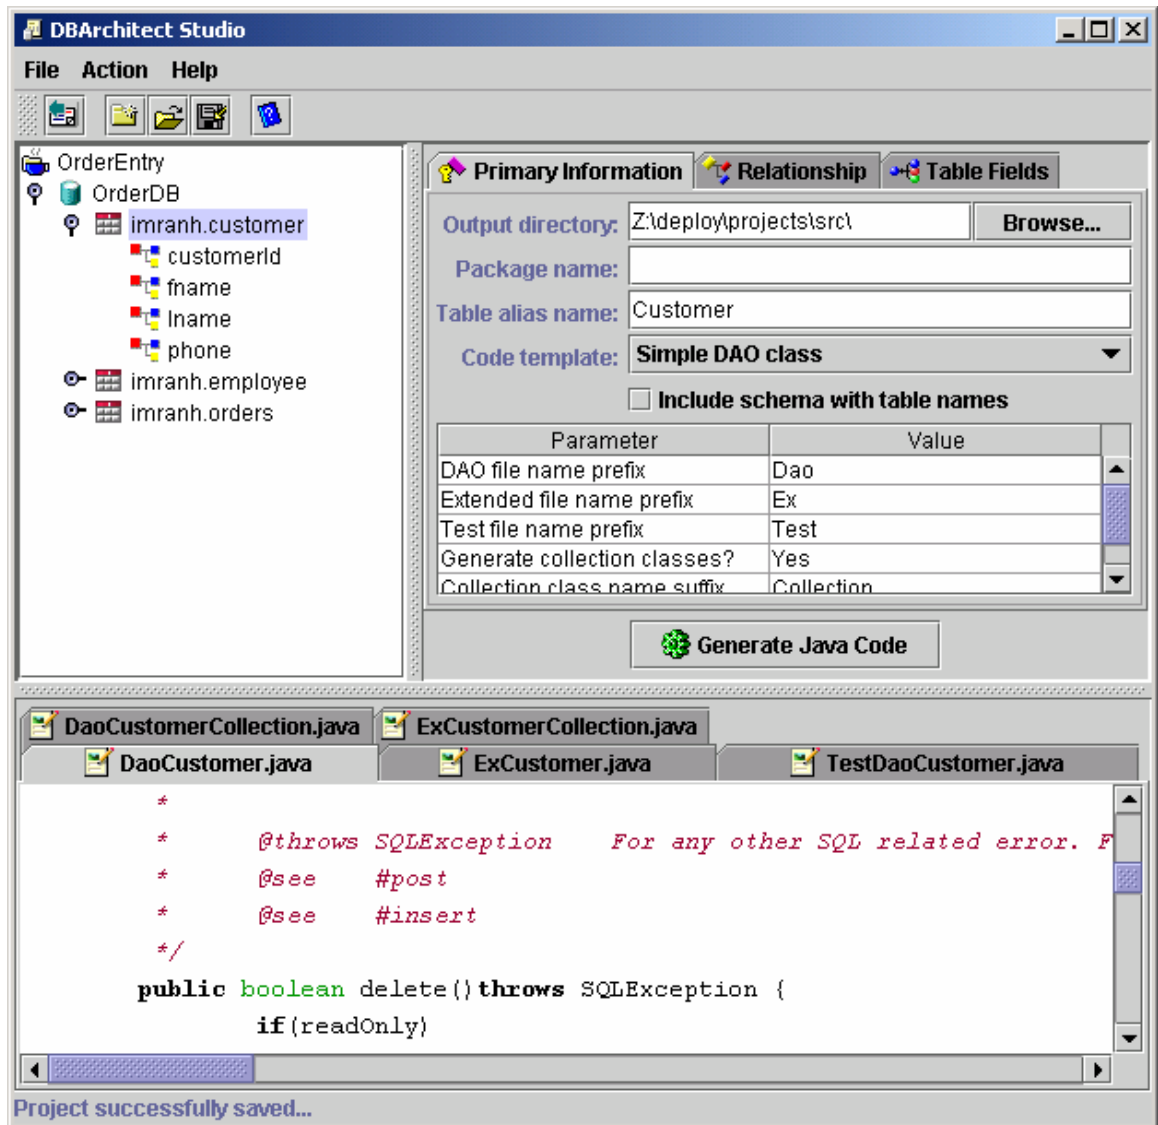 DBArchitect Studio
File Action Help
OrderEntry
OrderDB
imranh.customer
customerId
fname
lname
phone
imranh.employee
imranh.orders
Primary Information Relationship Table Fields
Output directory: Z:\deploy\projects\src\ Browse...
Package name:
Table alias name: Customer
Code template: Simple DAO class
Include schema with table names
Parameter Value
DAO file name prefix Dao
Extended file name prefix Ex
Test file name prefix Test
Generate collection classes? Yes
Collection class name suffix Collection
Generate Java Code
DaoCustomerCollection.java ExCustomerCollection.java
DaoCustomer.java ExCustomer.java TestDaoCustomer.java
*
* @throws SQLException For any other SQL related error. F
* @see #post
* @see #insert
*/
public boolean delete()throws SQLException {
if(readOnly)
Project successfully saved...